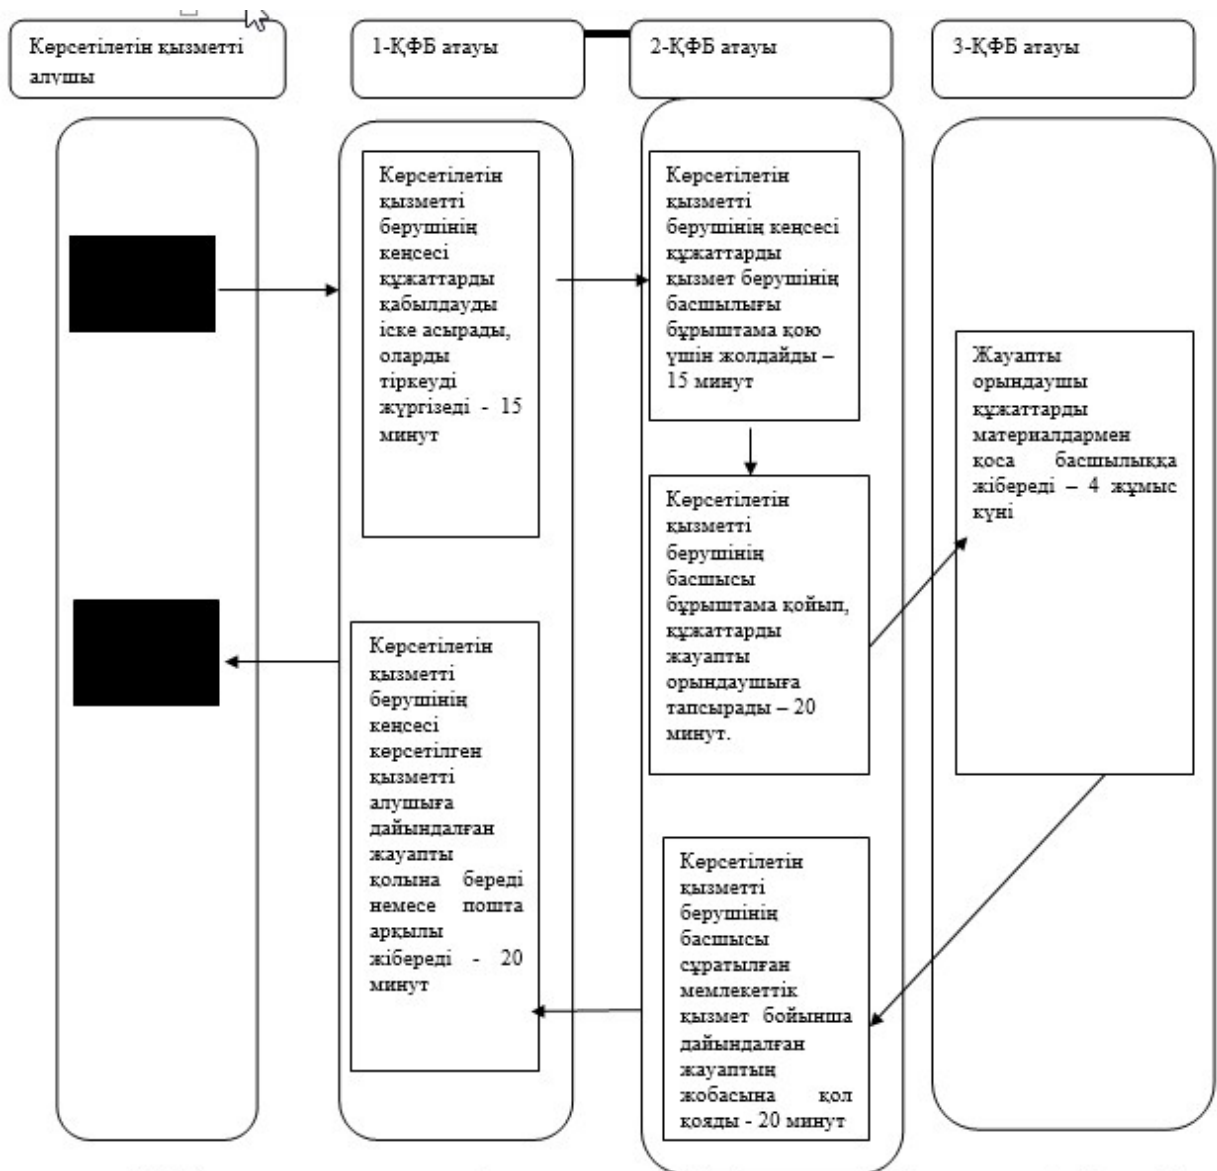 Көрсетілетін қызметті
алушы
1-ҚФБ атауы
2-ҚФБ атауы
3-ҚФБ атауы
Көрсетілетін
қызметті
берушінің
кеңсесі
құжаттарды
қабылдауды
іске асырады,
оларды
тіркеуді
жүргізеді - 15
минут
Көрсетілетін
қызметті
берушінің кеңсесі
құжаттарды
қызмет берушінің
басшылығы
бұрыштама қою
үшін жолдайды –
15 минут
Көрсетілетін
қызметті
берушінің
басшысы
бұрыштама қойып,
құжаттарды
жауапты
орындаушыға
тапсырады – 20
минут.
Жауапты
орындаушы
құжаттарды
материалдармен
қоса басшылыққа
жібереді – 4 жұмыс
күні
Көрсетілетін
қызметті
берушінің
басшысы
сұратылған
мемлекеттік
қызмет бойынша
дайындалған
жауаптың
жобасына қол
қояды - 20 минут
Көрсетілетін
қызметті
берушінің
кеңсесі
көрсетілген
қызметті
алушыға
дайындалған
жауапты
қолына береді
немесе пошта
арқылы
жібереді - 20
минут